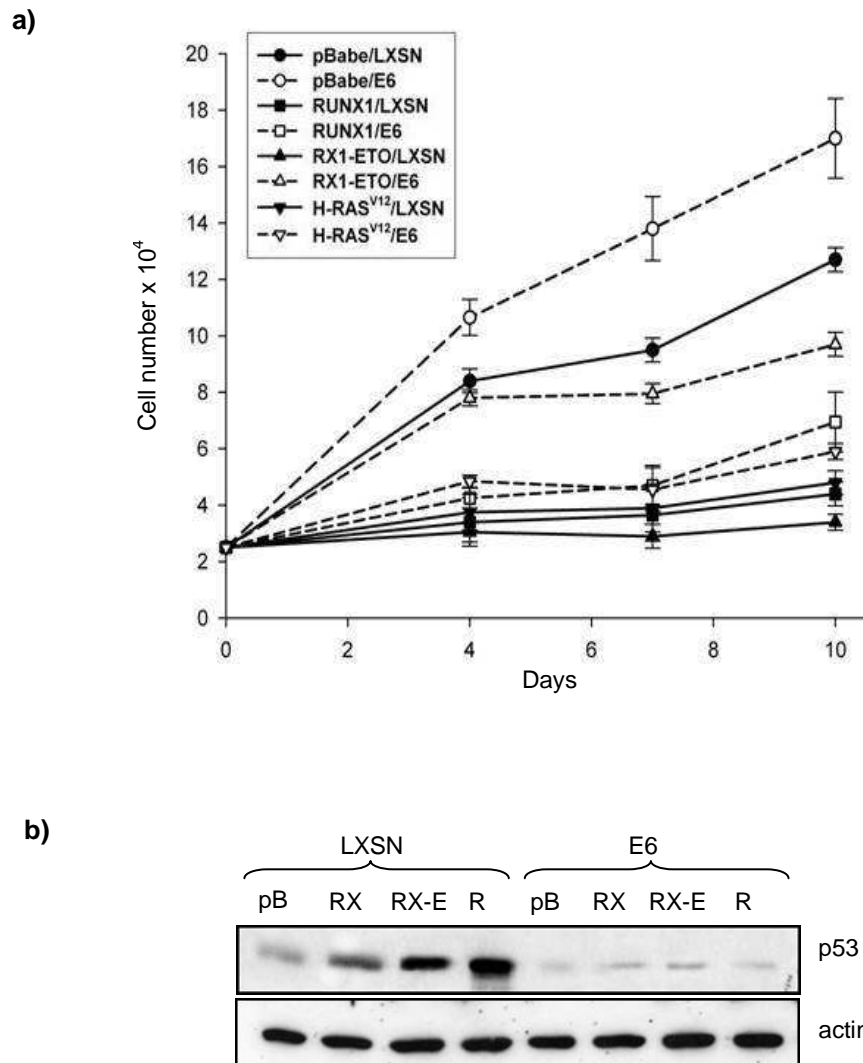 a)
pBabe/LXSN
pBabe/E6
RUNX1/LXSN
RUNX1/E6
RX1-ETO/LXSN
RX1-ETO/E6
H-RASV12/LXSN
H-RASV12/E6
20
18
16
14
12
10
8
6
4
2
0
Cell number x 10⁴
0 2 4 6 8 10
Days
b)
LXSN E6
pB RX RX-E R pB RX RX-E R
p53
actin